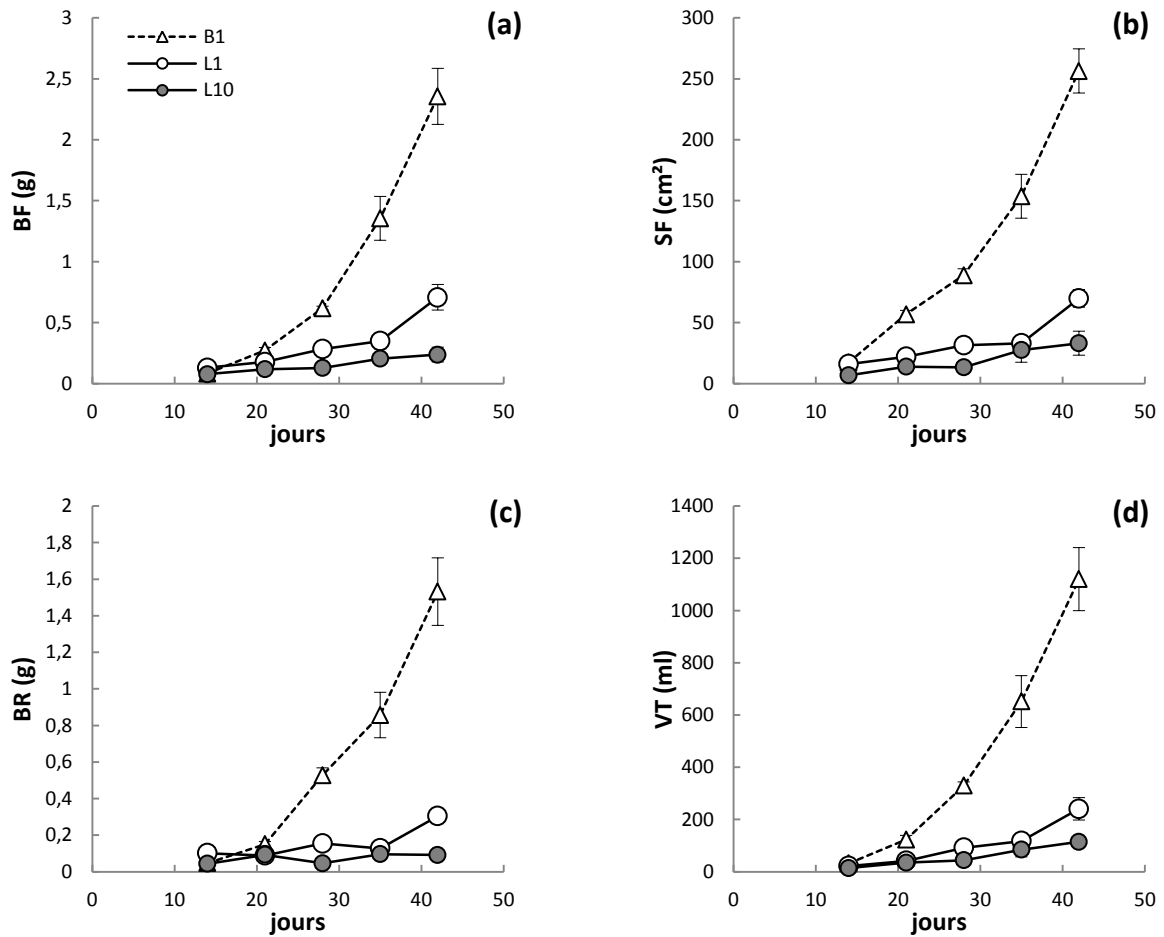 (a)
BF (g)
3
2,5
2
1,5
1
0,5
0
B1
L1
L10
0 10 20 30 40 50
jours
(b)
SF (cm²)
300
250
200
150
100
50
0
0 10 20 30 40 50
jours
(c)
BR (g)
2
1,8
1,6
1,4
1,2
1
0,8
0,6
0,4
0,2
0
0 10 20 30 40 50
jours
(d)
VT (ml)
1400
1200
1000
800
600
400
200
0
0 10 20 30 40 50
jours